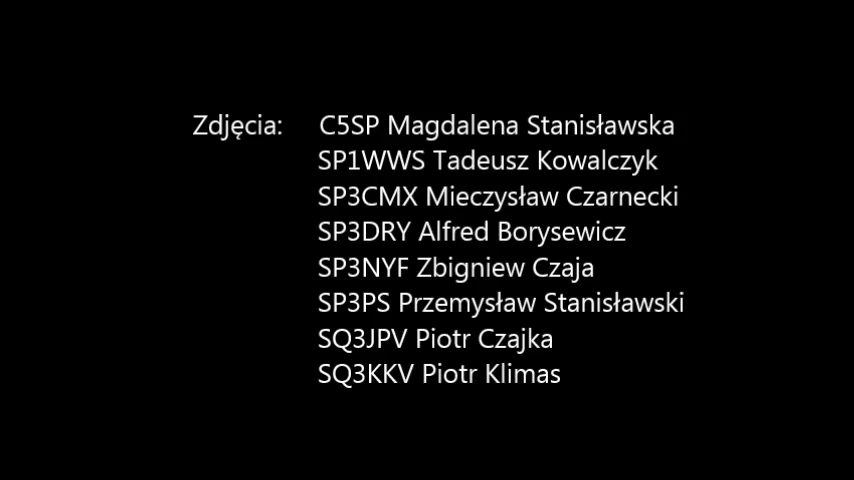 Zdjęcia: C5SP Magdalena Stanisławska
SP1WWS Tadeusz Kowalczyk
SP3CMX Mieczysław Czarnecki
SP3DRY Alfred Borysewicz
SP3NYF Zbigniew Czaja
SP3PS Przemysław Stanisławski
SQ3JPV Piotr Czajka
SQ3KKV Piotr Klimas